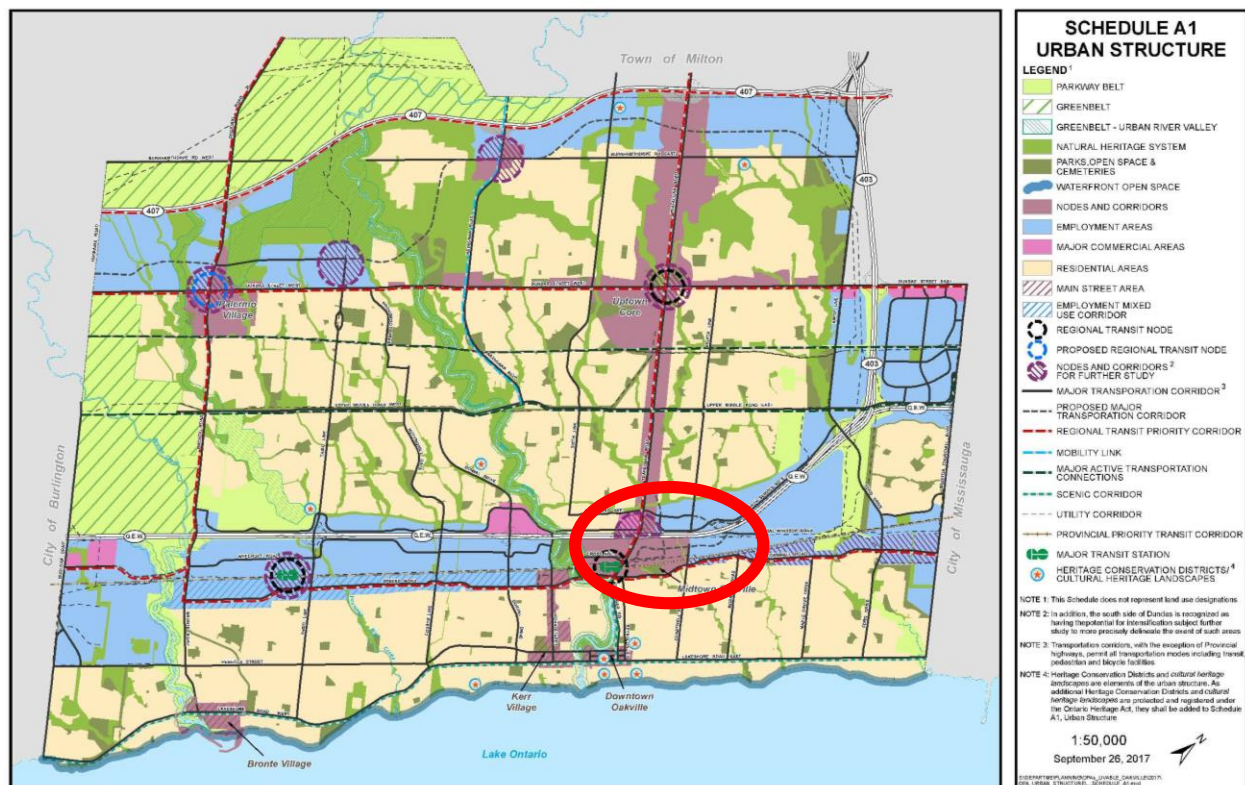 Town of Milton
407
407
403
407
Palermo
Village
Uptown
Core
403
Q.E.W.
Q.E.W.
Q.E.W.
Q.E.W.
City of Burlington
City of Mississauga
Kerr
Village
Downtown
Oakville
Bronte Village
Lake Ontario
SCHEDULE A1
URBAN STRUCTURE
LEGEND¹
PARKWAY BELT
GREENBELT
GREENBELT - URBAN RIVER VALLEY
NATURAL HERITAGE SYSTEM
PARKS,OPEN SPACE &
CEMETERIES
WATERFRONT OPEN SPACE
NODES AND CORRIDORS
EMPLOYMENT AREAS
MAJOR COMMERCIAL AREAS
RESIDENTIAL AREAS
MAIN STREET AREA
EMPLOYMENT MIXED
USE CORRIDOR
REGIONAL TRANSIT NODE
PROPOSED REGIONAL TRANSIT NODE
NODES AND CORRIDORS²
FOR FURTHER STUDY
MAJOR TRANSPORATION CORRIDOR³
PROPOSED MAJOR
TRANSPORATION CORRIDOR
REGIONAL TRANSIT PRIORITY CORRIDOR
MOBILITY LINK
MAJOR ACTIVE TRANSPORTATION
CONNECTIONS
SCENIC CORRIDOR
UTILITY CORRIDOR
PROVINCIAL PRIORITY TRANSIT CORRIDOR
MAJOR TRANSIT STATION
HERITAGE CONSERVATION DISTRICTS/⁴
CULTURAL HERITAGE LANDSCAPES
NOTE 1: This Schedule does not represent land use designations
NOTE 2: In addition, the south side of Dundas is recognized as
having thepotential for intensification subject further
study to more precisely delineate the event of such areas
NOTE 3: Transportation corridors, with the exception of Provincial
highways, permit all transportation modes including transit,
pedestrian and bicycle facilities
NOTE 4: Heritage Conservation Districts and cultural heritage
landscapes are elements of the urban structure. As
additional Heritage Conservation Districts and cultural
heritage landscapes are protected and registered under
the Ontario Heritage Act, they shall be added to Schedule
A1, Urban Structure
1:50,000
September 26, 2017